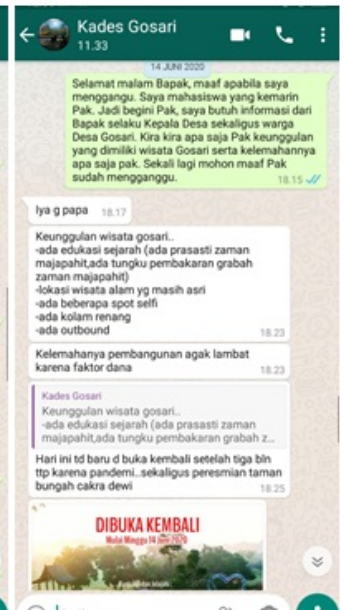 Kades Gosari
11.33
14 JUNI 2020
Selamat malam Bapak, maaf apabila saya
menggangu. Saya mahasiswa yang kemarin
Pak. Jadi begini Pak, saya butuh informasi dari
Bapak selaku Kepala Desa sekaligus warga
Desa Gosari. Kira kira apa saja Pak keunggulan
yang dimiliki wisata Gosari serta kelemahannya
apa saja pak. Sekali lagi mohon maaf Pak
sudah mengganggu.
18.15
Iya g papa 18.17
Keunggulan wisata gosari..
-ada edukasi sejarah (ada prasasti zaman
majapahit,ada tungku pembakaran grabah
zaman majapahit)
-lokasi wisata alam yg masih asri
-ada beberapa spot selfi
-ada kolam renang
-ada outbound
18.23
Kelemahanya pembangunan agak lambat
karena faktor dana
18.23
Kades Gosari
Keunggulan wisata gosari..
-ada edukasi sejarah (ada prasasti zaman
majapahit,ada tungku pembakaran grabah z...
Hari ini td baru d buka kembali setelah tiga bln
ttp karena pandemi..sekaligus peresmian taman
bungah cakra dewi
18.25
DIBUKA KEMBALI
Mulai Minggu 14 Juni 2020